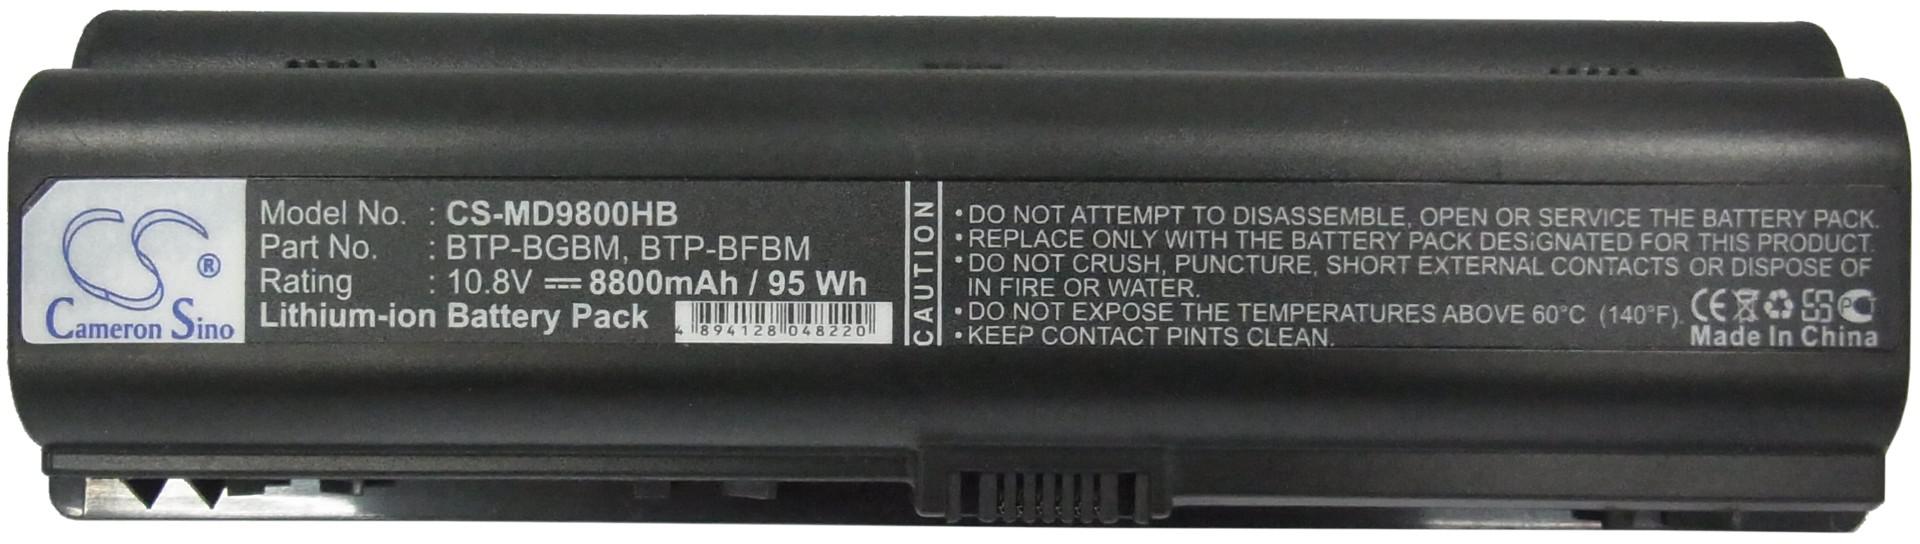 CS ®
Cameron Sino
Model No. : CS-MD9800HB
Part No. : BTP-BGBM, BTP-BFBM
Rating : 10.8V 8800mAh / 95 Wh
Lithium-ion Battery Pack
4 894128 048220
CAUTION
• DO NOT ATTEMPT TO DISASSEMBLE, OPEN OR SERVICE THE BATTERY PACK.
• REPLACE ONLY WITH THE BATTERY PACK DESIGNATED FOR THIS PRODUCT.
• DO NOT CRUSH, PUNCTURE, SHORT EXTERNAL CONTACTS OR DISPOSE OF
IN FIRE OR WATER.
• DO NOT EXPOSE THE TEMPERATURES ABOVE 60°C (140°F).
• KEEP CONTACT PINTS CLEAN.
CE
Made In China